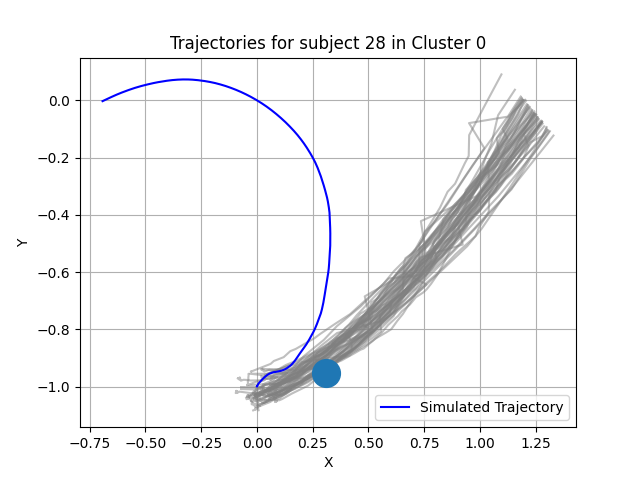 Trajectories for subject 28 in Cluster 0
Y
0.0
−0.2
−0.4
−0.6
−0.8
−1.0
Simulated Trajectory
−0.75 −0.50 −0.25 0.00 0.25 0.50 0.75 1.00 1.25
X